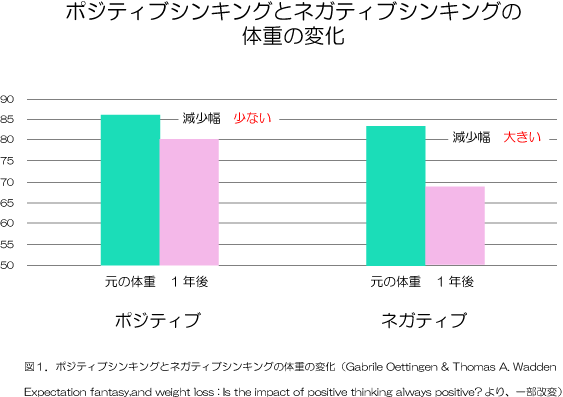 ポジティブシンキングとネガティブシンキングの
体重の変化
90
85
80
75
70
65
60
55
50
減少幅　少ない
減少幅　大きい
元の体重　1年後
元の体重　1年後
ポジティブ
ネガティブ
図1．ポジティブシンキングとネガティブシンキングの体重の変化（Gabrile Oettingen & Thomas A. Wadden
Expectation fantasy,and weight loss：Is the impact of positive thinking always positive?より、一部改変）